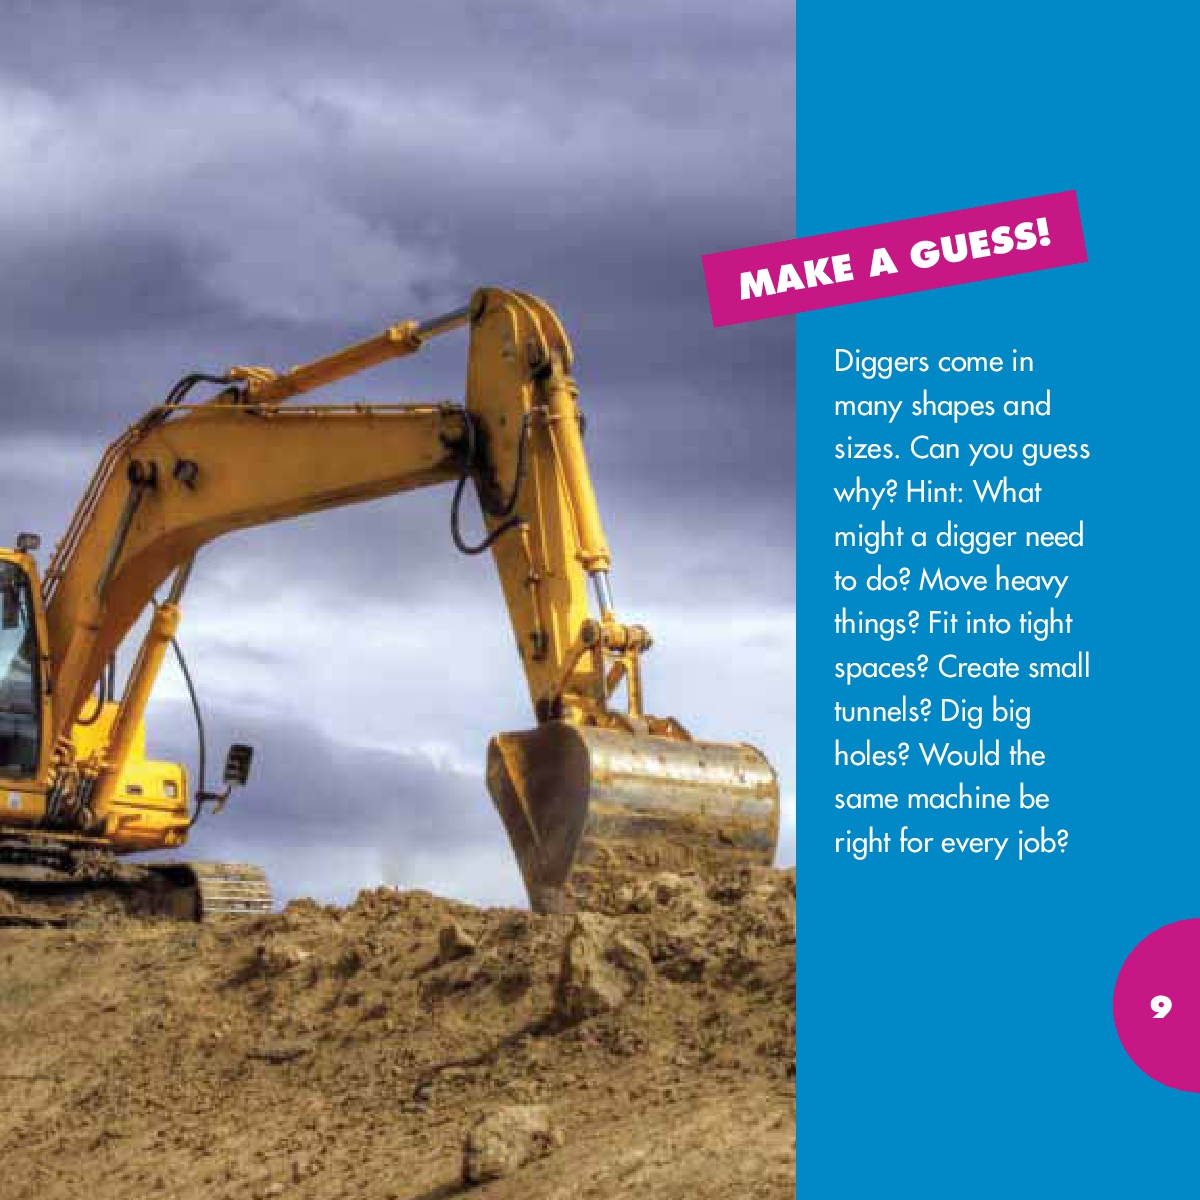 MAKE A GUESS!
Diggers come in
many shapes and
sizes. Can you guess
why? Hint: What
might a digger need
to do? Move heavy
things? Fit into tight
spaces? Create small
tunnels? Dig big
holes? Would the
same machine be
right for every job?
9